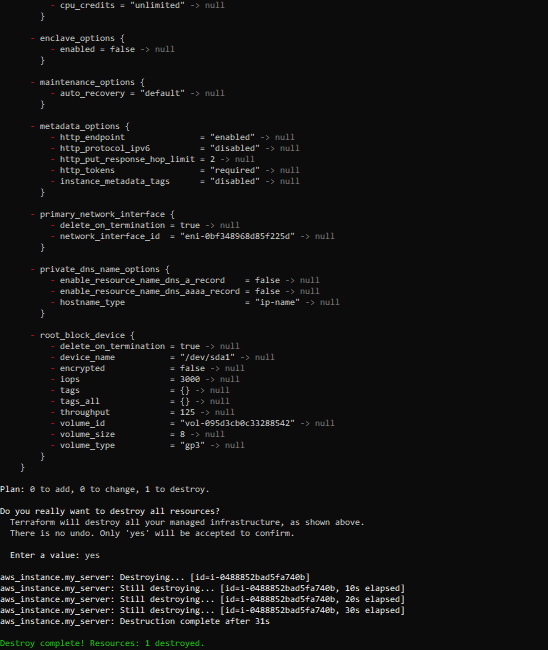 - cpu_credits = "unlimited" -> null
}
- enclave_options {
- enabled = false -> null
}
- maintenance_options {
- auto_recovery = "default" -> null
}
- metadata_options {
- http_endpoint = "enabled" -> null
- http_protocol_ipv6 = "disabled" -> null
- http_put_response_hop_limit = 2 -> null
- http_tokens = "required" -> null
- instance_metadata_tags = "disabled" -> null
}
- primary_network_interface {
- delete_on_termination = true -> null
- network_interface_id = "eni-0bf348968d85f225d" -> null
}
- private_dns_name_options {
- enable_resource_name_dns_a_record = false -> null
- enable_resource_name_dns_aaaa_record = false -> null
- hostname_type = "ip-name" -> null
}
- root_block_device {
- delete_on_termination = true -> null
- device_name = "/dev/sda1" -> null
- encrypted = false -> null
- iops = 3000 -> null
- tags = {} -> null
- tags_all = {} -> null
- throughput = 125 -> null
- volume_id = "vol-095d3cb0c33288542" -> null
- volume_size = 8 -> null
- volume_type = "gp3" -> null
}
}
Plan: 0 to add, 0 to change, 1 to destroy.
Do you really want to destroy all resources?
Terraform will destroy all your managed infrastructure, as shown above.
There is no undo. Only 'yes' will be accepted to confirm.
Enter a value: yes
aws_instance.my_server: Destroying... [id=i-0488852bad5fa740b]
aws_instance.my_server: Still destroying... [id=i-0488852bad5fa740b, 10s elapsed]
aws_instance.my_server: Still destroying... [id=i-0488852bad5fa740b, 20s elapsed]
aws_instance.my_server: Still destroying... [id=i-0488852bad5fa740b, 30s elapsed]
aws_instance.my_server: Destruction complete after 31s
Destroy complete! Resources: 1 destroyed.